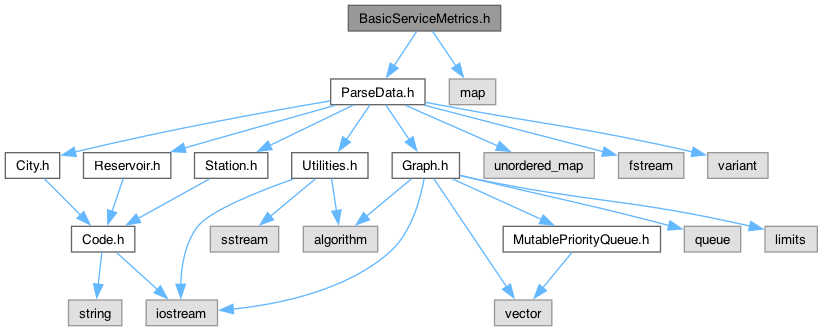 BasicServiceMetrics.h
ParseData.h
map
City.h
Reservoir.h
Station.h
Utilities.h
Graph.h
unordered_map
fstream
variant
Code.h
sstream
algorithm
MutablePriorityQueue.h
queue
limits
string
iostream
vector